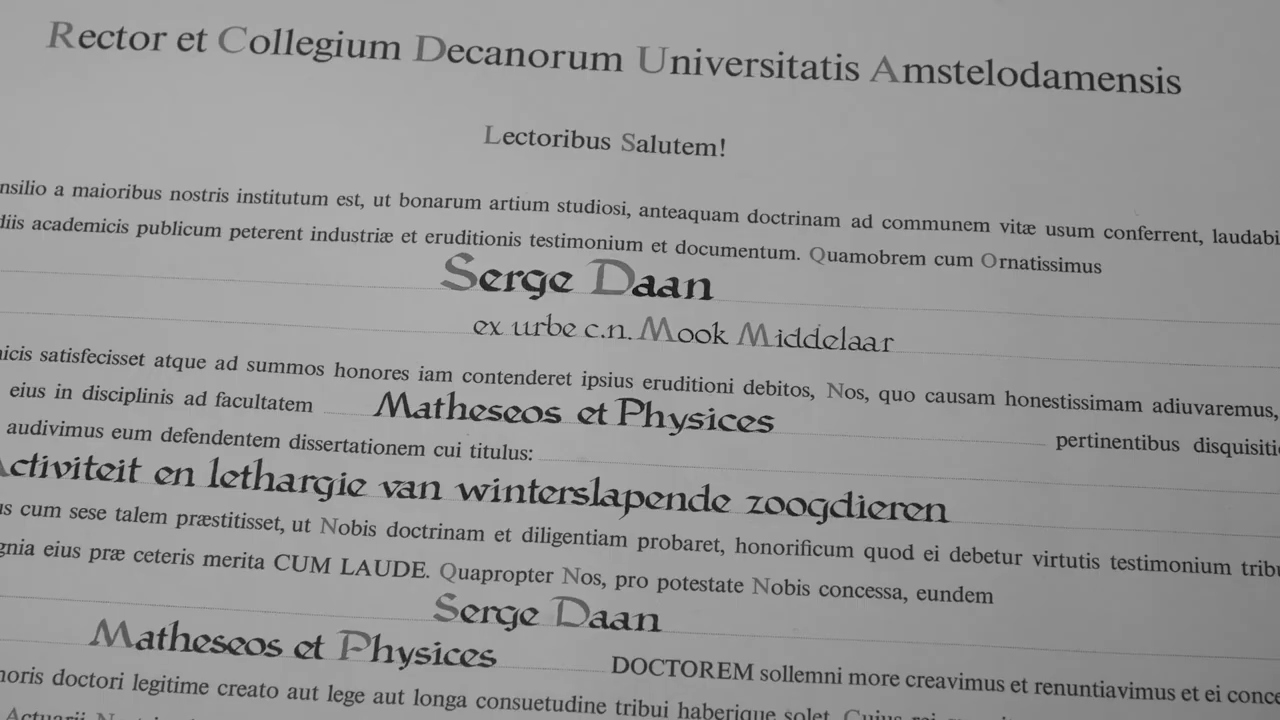 Rector et Collegium Decanorum Universitatis Amstelodamensis
Lectoribus Salutem!
nsilio a maioribus nostris institutum est, ut bonarum artium studiosi, anteaquam doctrinam ad communem vitæ usum conferrent, laudabi
diis academicis publicum peterent industriæ et eruditionis testimonium et documentum. Quamobrem cum Ornatissimus
Serge Daan
ex urbe c.n. Mook Middelaar
icis satisfecisset atque ad summos honores iam contenderet ipsius eruditioni debitos, Nos, quo causam honestissimam adiuvaremus,
eius in disciplinis ad facultatem Matheseos et Physices pertinentibus disquisiti
audivimus eum defendentem dissertationem cui titulus:
Activiteit en lethargie van winterslapende zoogdieren
us cum sese talem præstitisset, ut Nobis doctrinam et diligentiam probaret, honorificum quod ei debetur virtutis testimonium tribu
gnia eius præ ceteris merita CUM LAUDE. Quapropter Nos, pro potestate Nobis concessa, eundem
Serge Daan
Matheseos et Physices DOCTOREM sollemni more creavimus et renuntiavimus et ei conce
noris doctori legitime creato aut lege aut longa consuetudine tribui haberique solet. Cuius rei
Actuarii